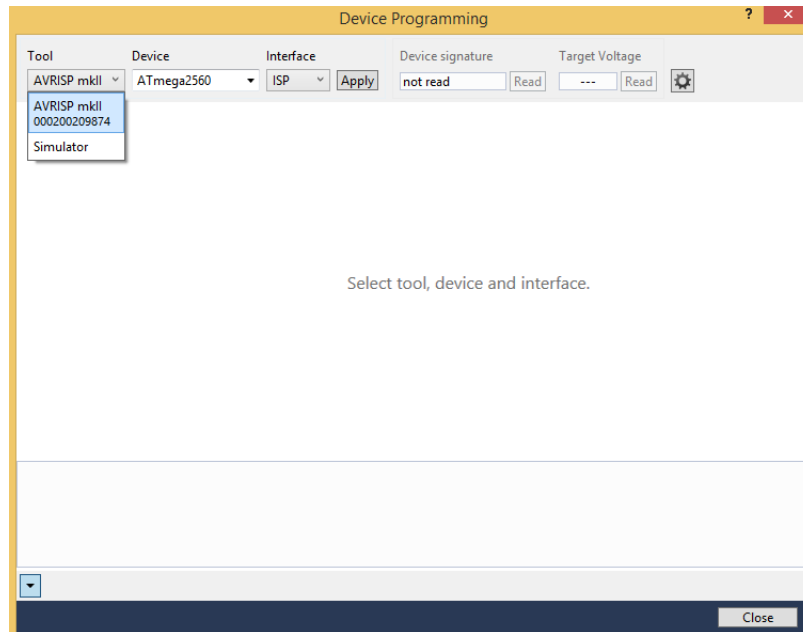 Device Programming
?
Tool Device Interface Device signature Target Voltage
AVRISP mkII ATmega2560 ISP Apply not read Read --- Read
AVRISP mkII
000200209874
Simulator
Select tool, device and interface.
Close